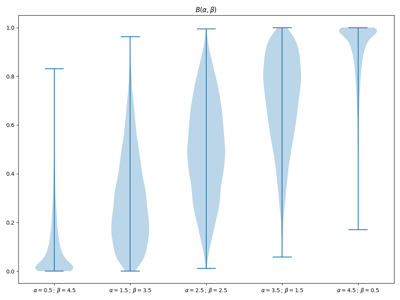 B(α, β)
1.0
0.8
0.6
0.4
0.2
0.0
α = 0.5 ; β = 4.5
α = 1.5 ; β = 3.5
α = 2.5 ; β = 2.5
α = 3.5 ; β = 1.5
α = 4.5 ; β = 0.5